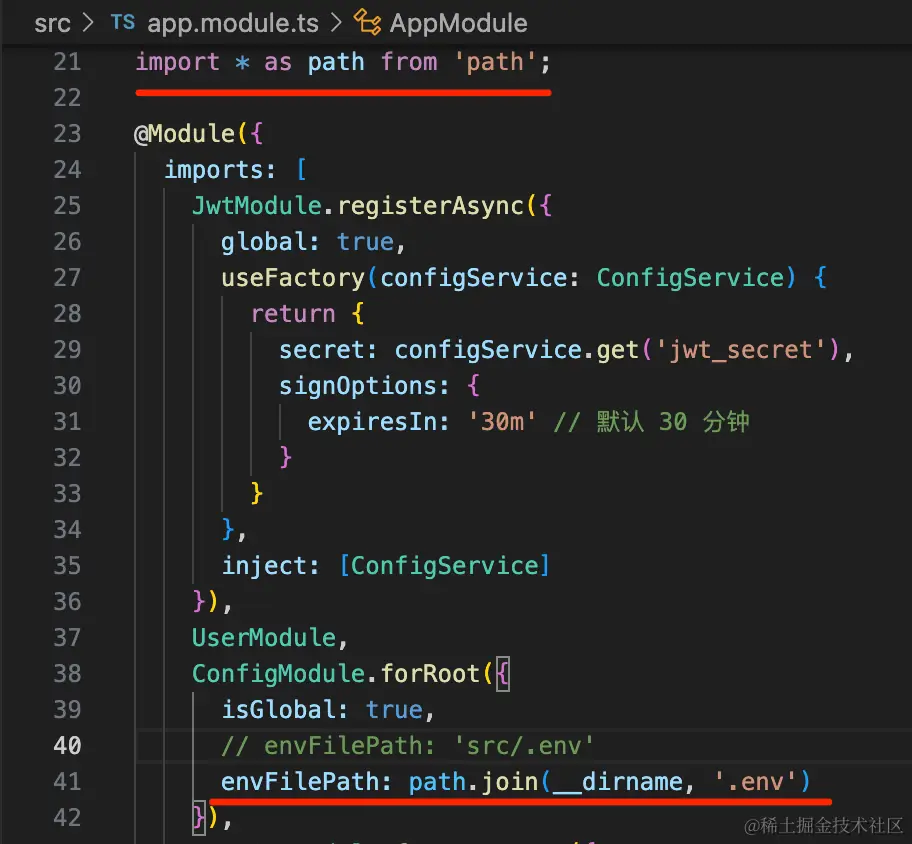 src > TS app.module.ts > AppModule
21 import * as path from 'path';
22
23 @Module({
24 imports: [
25 JwtModule.registerAsync({
26 global: true,
27 useFactory(configService: ConfigService) {
28 return {
29 secret: configService.get('jwt_secret'),
30 signOptions: {
31 expiresIn: '30m' // 默认 30 分钟
32 }
33 }
34 },
35 inject: [ConfigService]
36 }),
37 UserModule,
38 ConfigModule.forRoot({
39 isGlobal: true,
40 // envFilePath: 'src/.env'
41 envFilePath: path.join(__dirname, '.env')
42 }),
@稀土掘金技术社区